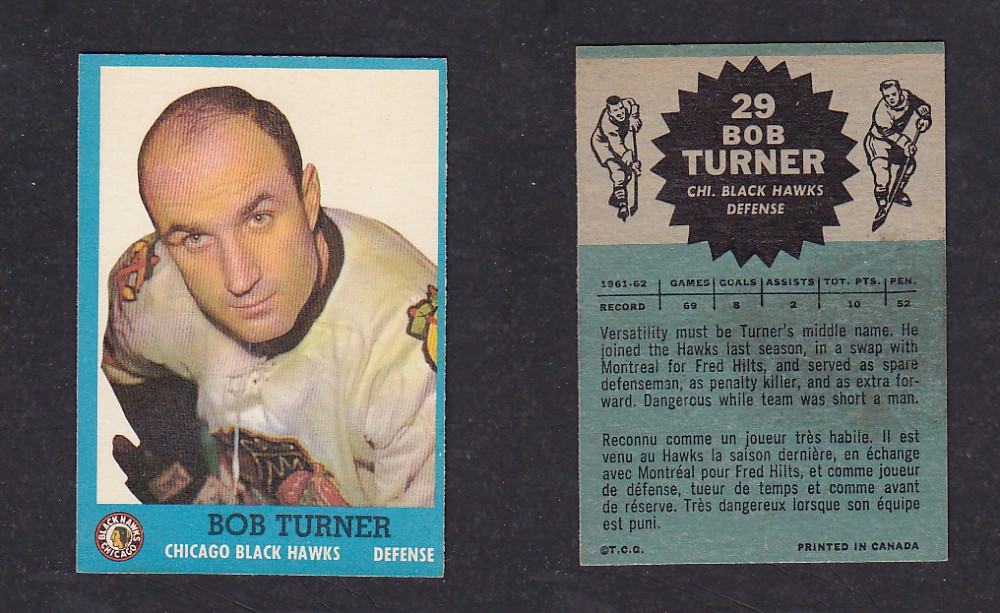 BLACK HAWKS
CHICAGO
BOB TURNER
CHICAGO BLACK HAWKS DEFENSE
29
BOB
TURNER
CHI. BLACK HAWKS
DEFENSE
1961-62 GAMES GOALS ASSISTS TOT. PTS. PEN.
RECORD 69 8 2 10 52
Versatility must be Turner's middle name. He
joined the Hawks last season, in a swap with
Montreal for Fred Hilts, and served as spare
defenseman, as penalty killer, and as extra for-
ward. Dangerous while team was short a man.
Reconnu comme un joueur très habile. Il est
venu au Hawks la saison dernière, en échange
avec Montréal pour Fred Hilts, et comme joueur
de défense, tueur de temps et comme avant
de réserve. Très dangereux lorsque son équipe
est puni.
©T.C.G. PRINTED IN CANADA